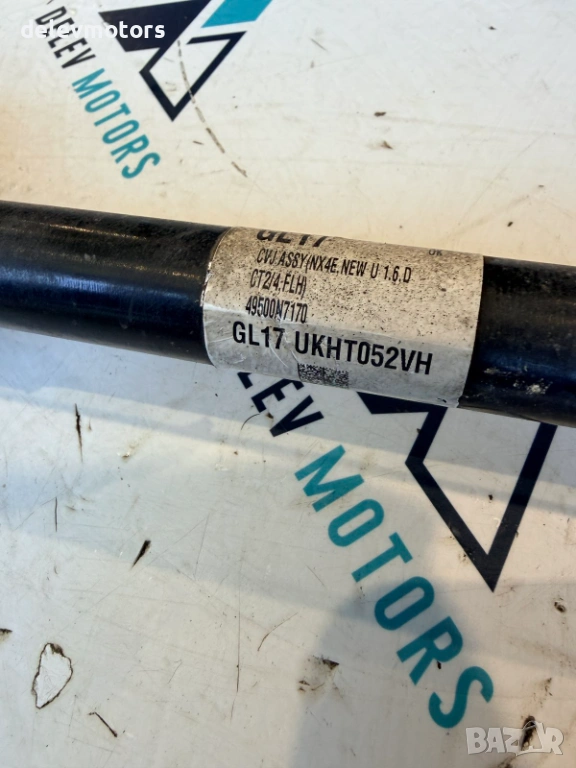 delevmotors
DELEV MOTORS
GL17
OK
CVJ ASSY(NX4E, NEW U 1.6, D
CT2/4,FLH)
49500N7170
GL17 UKHT052VH
DELEV MOTORS
BAZAR